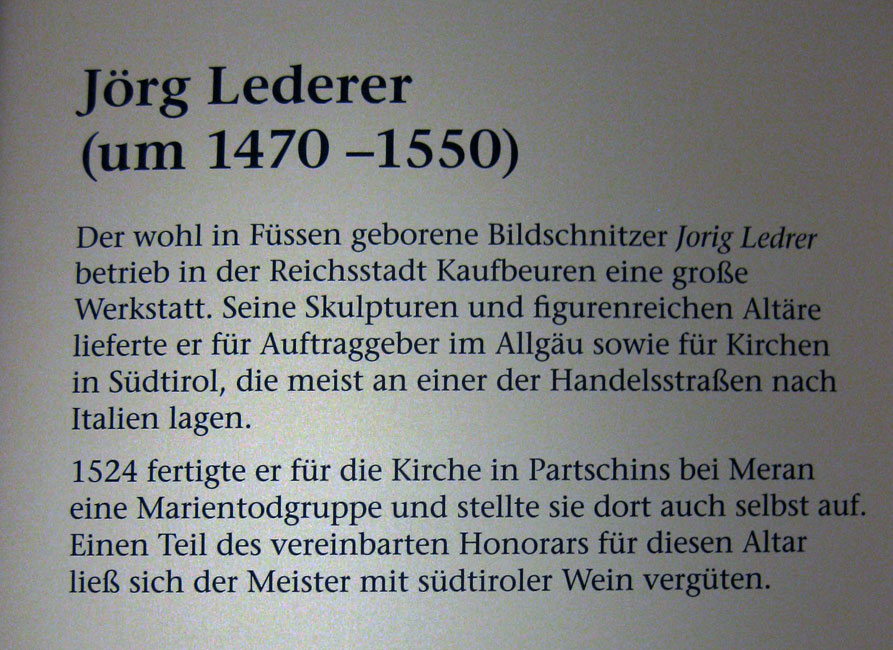 Jörg Lederer
(um 1470 –1550)
Der wohl in Füssen geborene Bildschnitzer Jorig Ledrer
betrieb in der Reichsstadt Kaufbeuren eine große
Werkstatt. Seine Skulpturen und figurenreichen Altäre
lieferte er für Auftraggeber im Allgäu sowie für Kirchen
in Südtirol, die meist an einer der Handelsstraßen nach
Italien lagen.
1524 fertigte er für die Kirche in Partschins bei Meran
eine Marientodgruppe und stellte sie dort auch selbst auf.
Einen Teil des vereinbarten Honorars für diesen Altar
ließ sich der Meister mit südtiroler Wein vergüten.